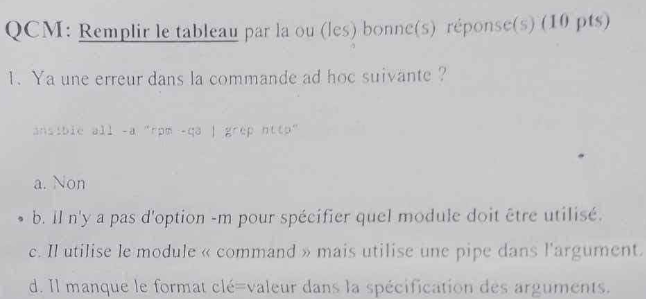 QCM: Remplir le tableau par la ou (les) bonne(s) réponse(s) (10 pts)
1. Ya une erreur dans la commande ad hoc suivante ?
ansible all -a "rpm -qa | grep http"
a. Non
b. Il n'y a pas d'option -m pour spécifier quel module doit être utilisé.
c. Il utilise le module « command » mais utilise une pipe dans l'argument.
d. Il manque le format clé=valeur dans la spécification des arguments.